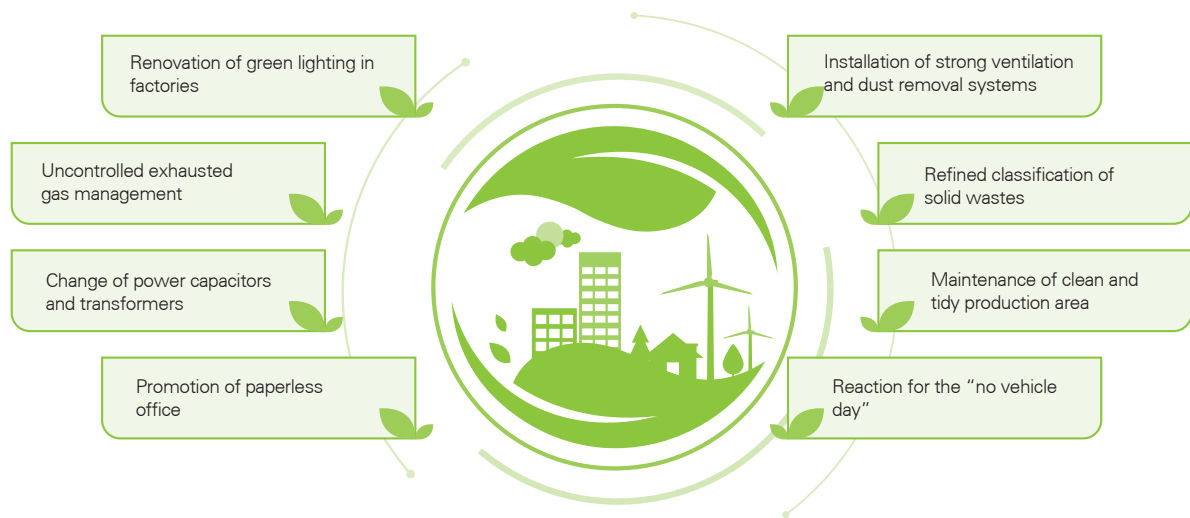 Renovation of green lighting in
factories
Uncontrolled exhausted
gas management
Change of power capacitors
and transformers
Promotion of paperless
office
Installation of strong ventilation
and dust removal systems
Refined classification of
solid wastes
Maintenance of clean and
tidy production area
Reaction for the “no vehicle
day”